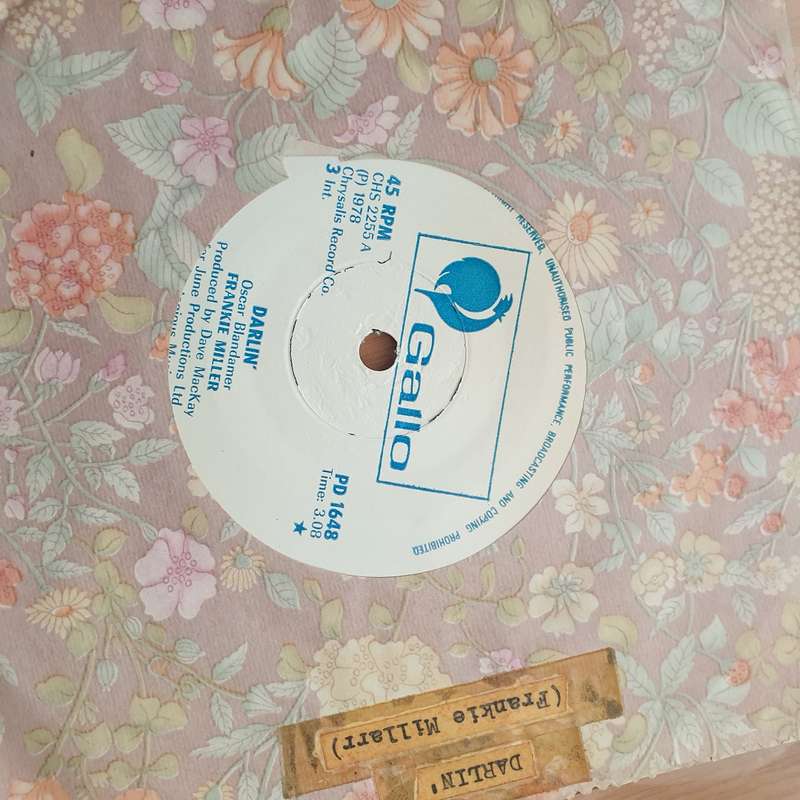 RESERVED. UNAUTHORISED PUBLIC PERFORMANCE, BROADCASTING AND COPYING PROHIBITED
Gallo
45 RPM
CHS 2255 A
(P) 1978
Chrysalis Record Co.
3 Int.
PD 1648
Time: 3.08
DARLIN'
Oscar Blandamer
FRANKIE MILLER
Produced by Dave MacKay
for June Productions Ltd
DARLIN'
(Frankie Millarr)